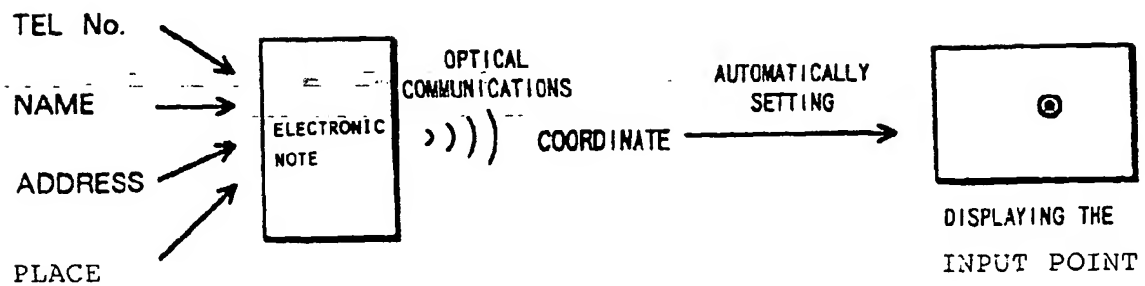 TEL No.
NAME
ADDRESS
PLACE
ELECTRONIC
NOTE
OPTICAL
COMMUNICATIONS
COORDINATE
AUTOMATICALLY
SETTING
DISPLAYING THE
INPUT POINT